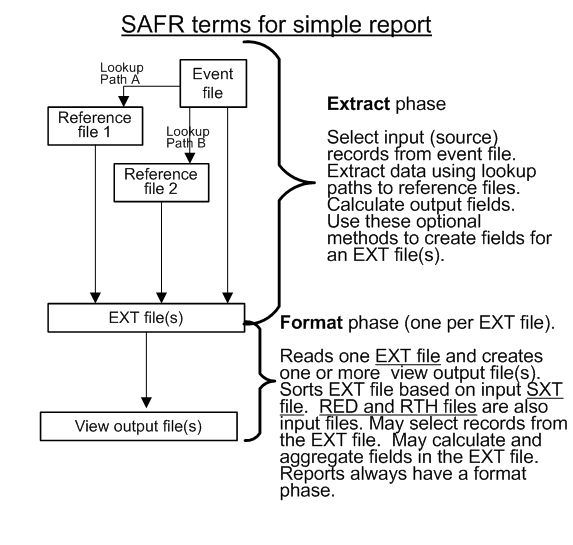 SAFR terms for simple report
Lookup
Path A
Event
file
Reference
file 1
Lookup
Path B
Reference
file 2
EXT file(s)
View output file(s)
Extract phase
Select input (source)
records from event file.
Extract data using lookup
paths to reference files.
Calculate output fields.
Use these optional
methods to create fields for
an EXT file(s).
Format phase (one per EXT file).
Reads one EXT file and creates
one or more view output file(s).
Sorts EXT file based on input SXT
file. RED and RTH files are also
input files. May select records from
the EXT file. May calculate and
aggregate fields in the EXT file.
Reports always have a format
phase.